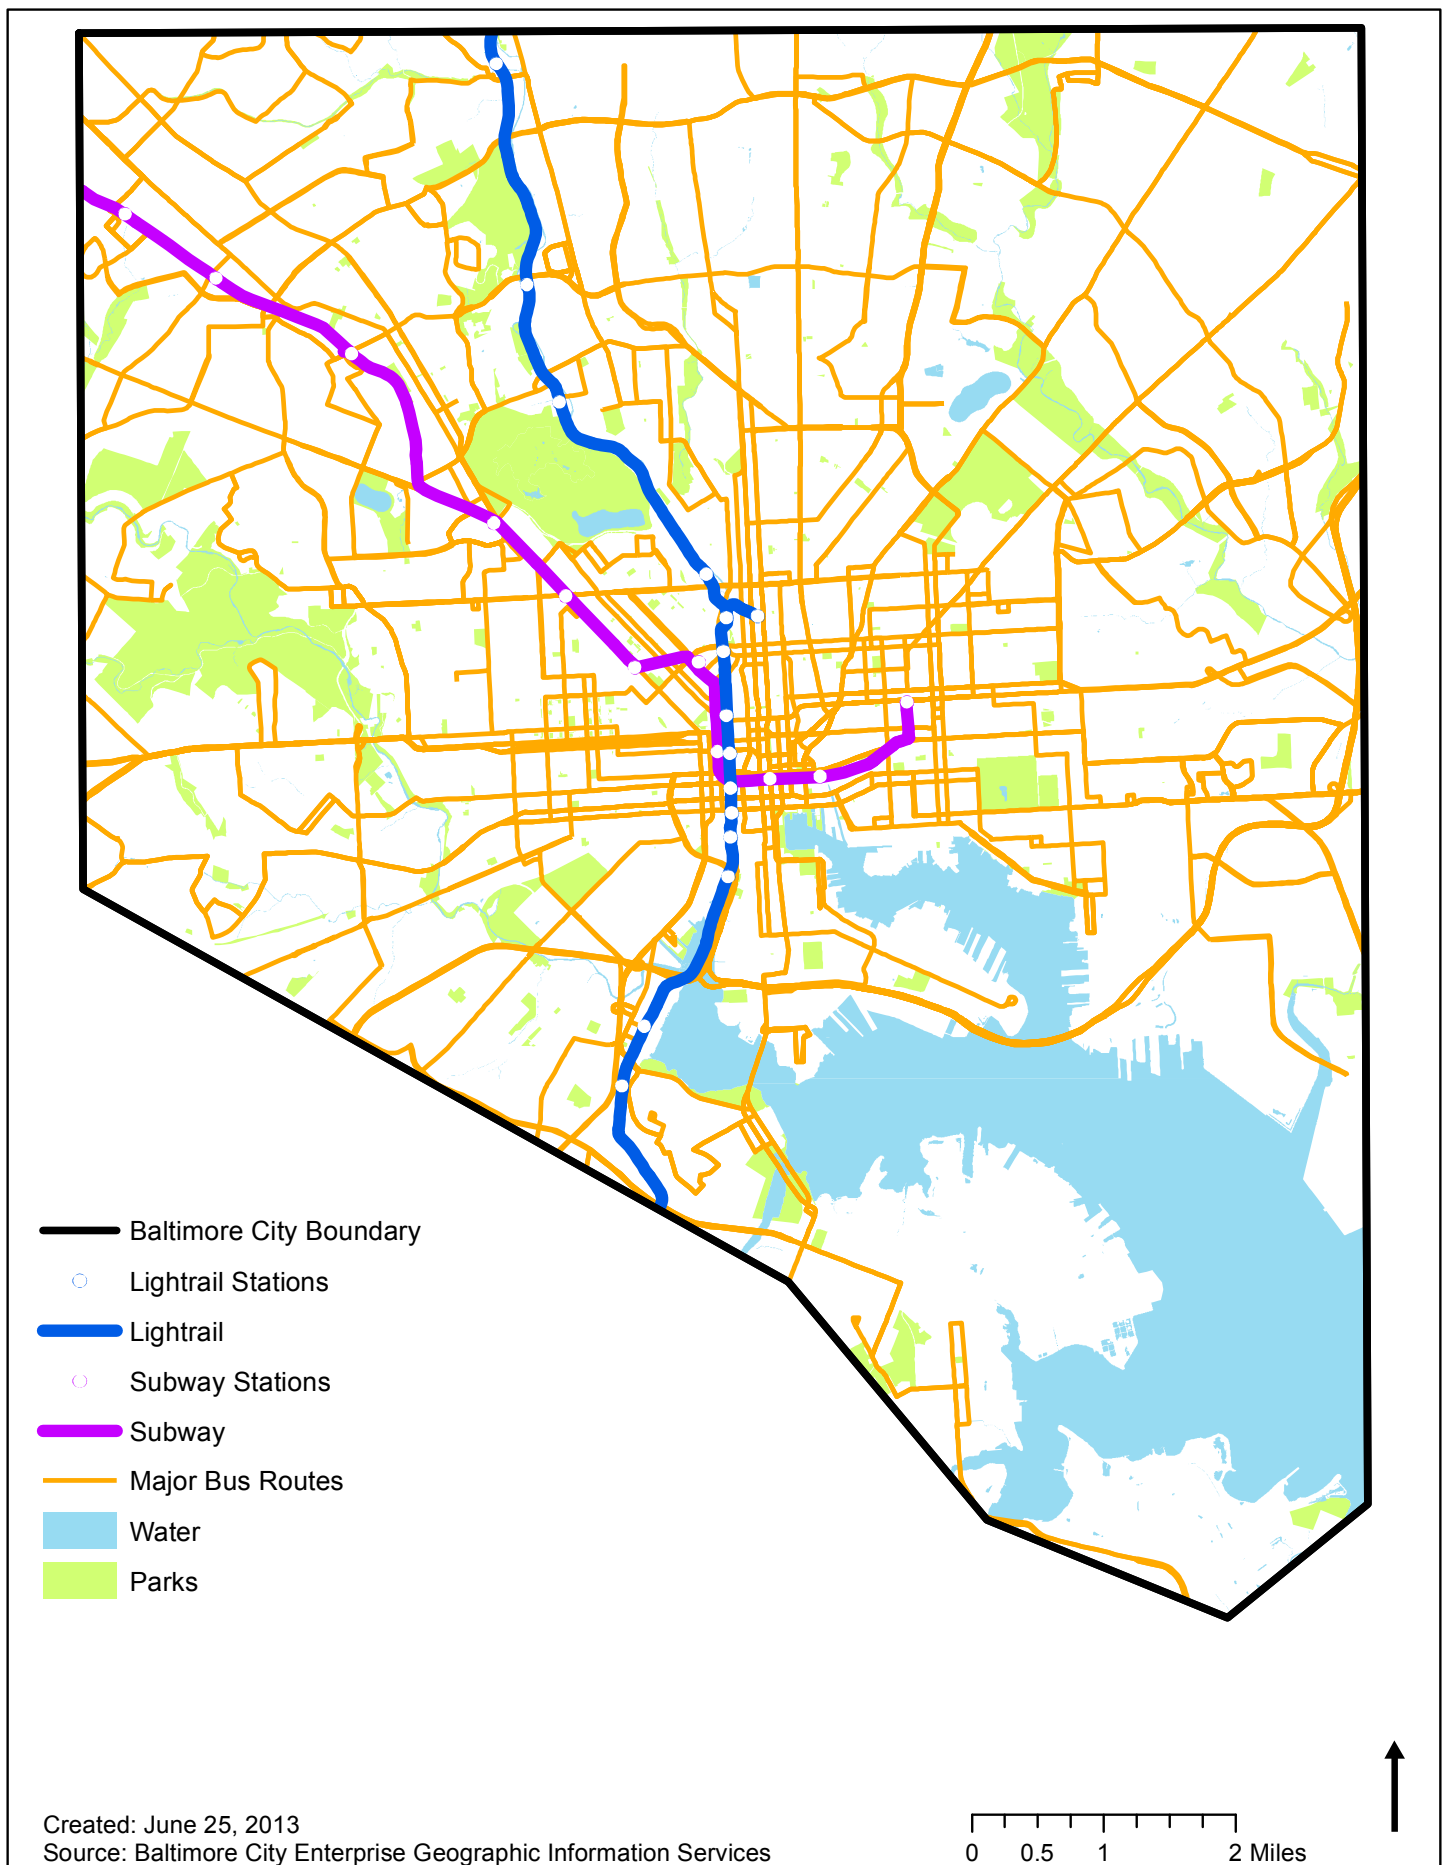 Baltimore City Boundary
Lightrail Stations
Lightrail
Subway Stations
Subway
Major Bus Routes
Water
Parks
Created: June 25, 2013
Source: Baltimore City Enterprise Geographic Information Services
0 0.5 1 2 Miles